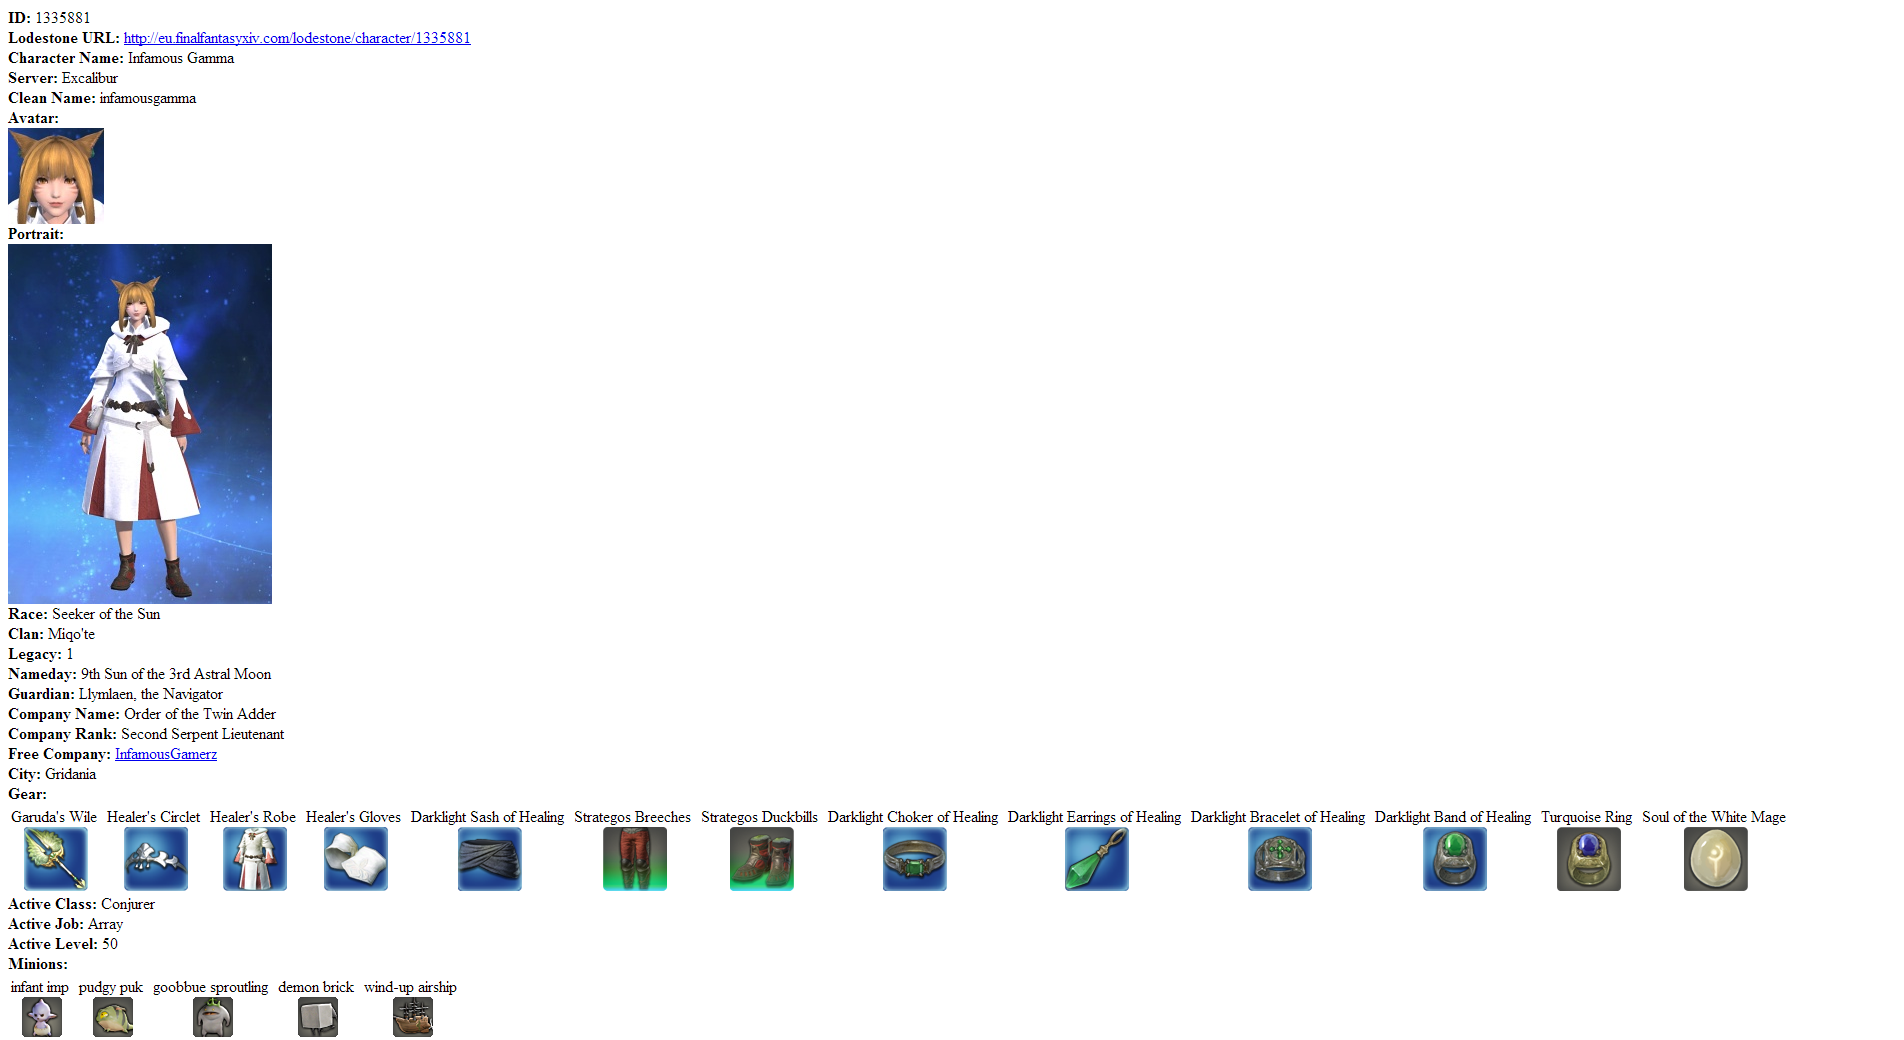 ID: 1335881
Lodestone URL: http://eu.finalfantasyxiv.com/lodestone/character/1335881
Character Name: Infamous Gamma
Server: Excalibur
Clean Name: infamousgamma
Avatar:
Portrait:
Race: Seeker of the Sun
Clan: Miqo'te
Legacy: 1
Nameday: 9th Sun of the 3rd Astral Moon
Guardian: Llymlaen, the Navigator
Company Name: Order of the Twin Adder
Company Rank: Second Serpent Lieutenant
Free Company: InfamousGamerz
City: Gridania
Gear:
Garuda's Wile Healer's Circlet Healer's Robe Healer's Gloves Darklight Sash of Healing Strategos Breeches Strategos Duckbills Darklight Choker of Healing Darklight Earrings of Healing Darklight Bracelet of Healing Darklight Band of Healing Turquoise Ring Soul of the White Mage
Active Class: Conjurer
Active Job: Array
Active Level: 50
Minions:
infant imp pudgy puk goobbue sproutling demon brick wind-up airship